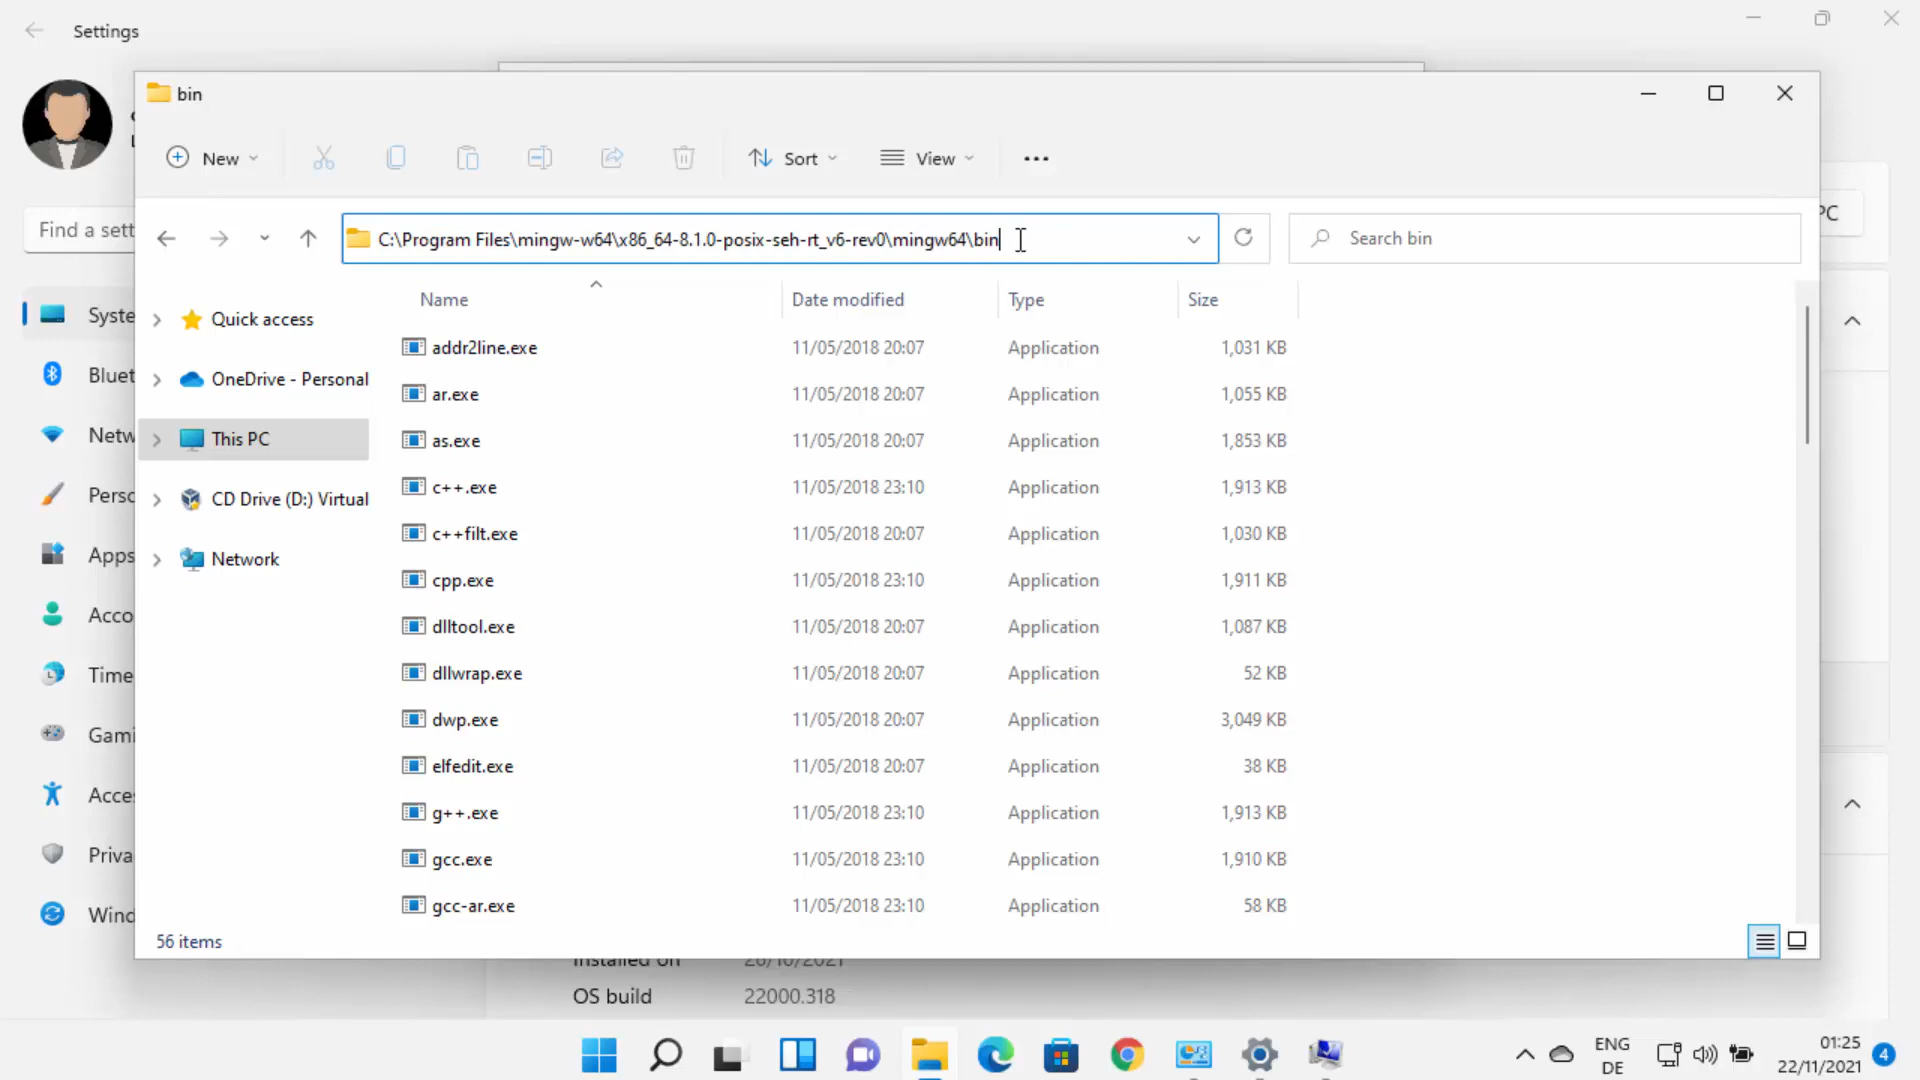 Settings
bin
New
Sort
View
C:\Program Files\mingw-w64\x86_64-8.1.0-posix-seh-rt_v6-rev0\mingw64\bin
Search bin
PC
Find a sett
Name
Date modified
Type
Size
Quick access
OneDrive - Personal
This PC
CD Drive (D:) Virtual
Network
Syste
Bluet
Netw
Perso
Apps
Acco
Time
Gami
Acces
Priva
Wind
addr2line.exe 11/05/2018 20:07 Application 1,031 KB
ar.exe 11/05/2018 20:07 Application 1,055 KB
as.exe 11/05/2018 20:07 Application 1,853 KB
c++.exe 11/05/2018 23:10 Application 1,913 KB
c++filt.exe 11/05/2018 20:07 Application 1,030 KB
cpp.exe 11/05/2018 23:10 Application 1,911 KB
dlltool.exe 11/05/2018 20:07 Application 1,087 KB
dllwrap.exe 11/05/2018 20:07 Application 52 KB
dwp.exe 11/05/2018 20:07 Application 3,049 KB
elfedit.exe 11/05/2018 20:07 Application 38 KB
g++.exe 11/05/2018 23:10 Application 1,913 KB
gcc.exe 11/05/2018 23:10 Application 1,910 KB
gcc-ar.exe 11/05/2018 23:10 Application 58 KB
56 items
Installed on 26/10/2021
OS build 22000.318
ENG
DE
01:25
22/11/2021
4